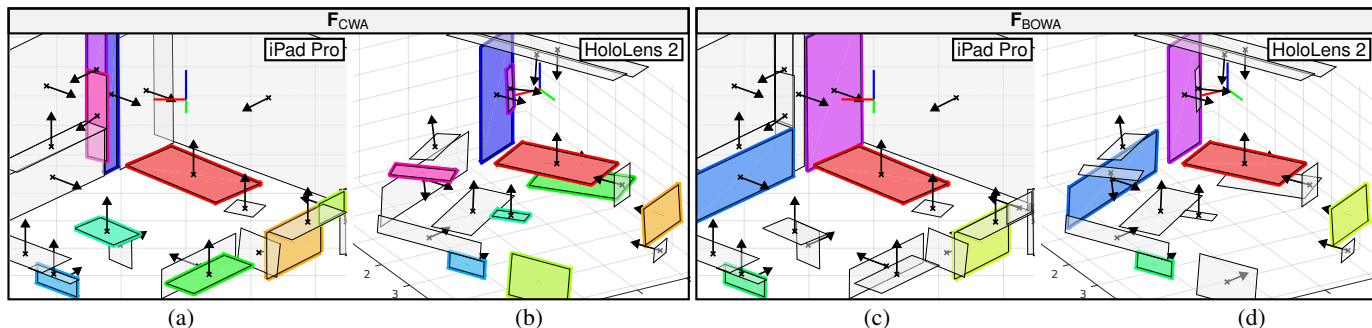 F_CWA
F_BOWA
iPad Pro
HoloLens 2
iPad Pro
HoloLens 2
2
3
2
3
(a)
(b)
(c)
(d)